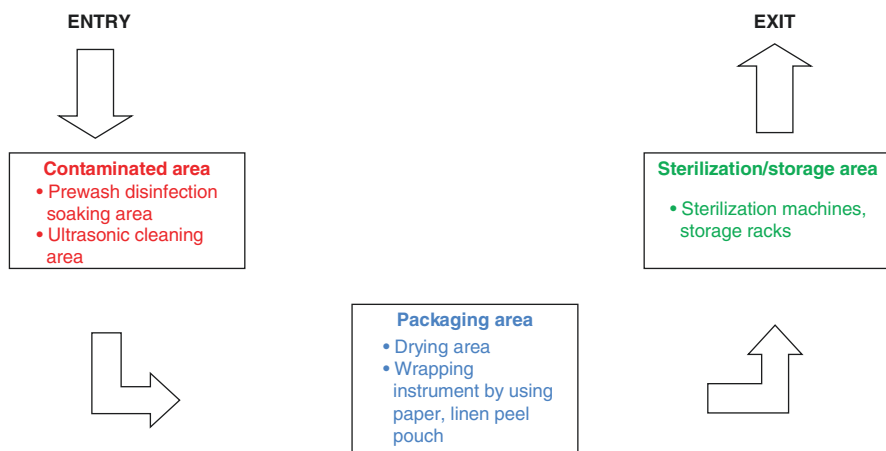 ENTRY
EXIT
Contaminated area
• Prewash disinfection
soaking area
• Ultrasonic cleaning
area
Sterilization/storage area
• Sterilization machines,
storage racks
Packaging area
• Drying area
• Wrapping
instrument by using
paper, linen peel
pouch